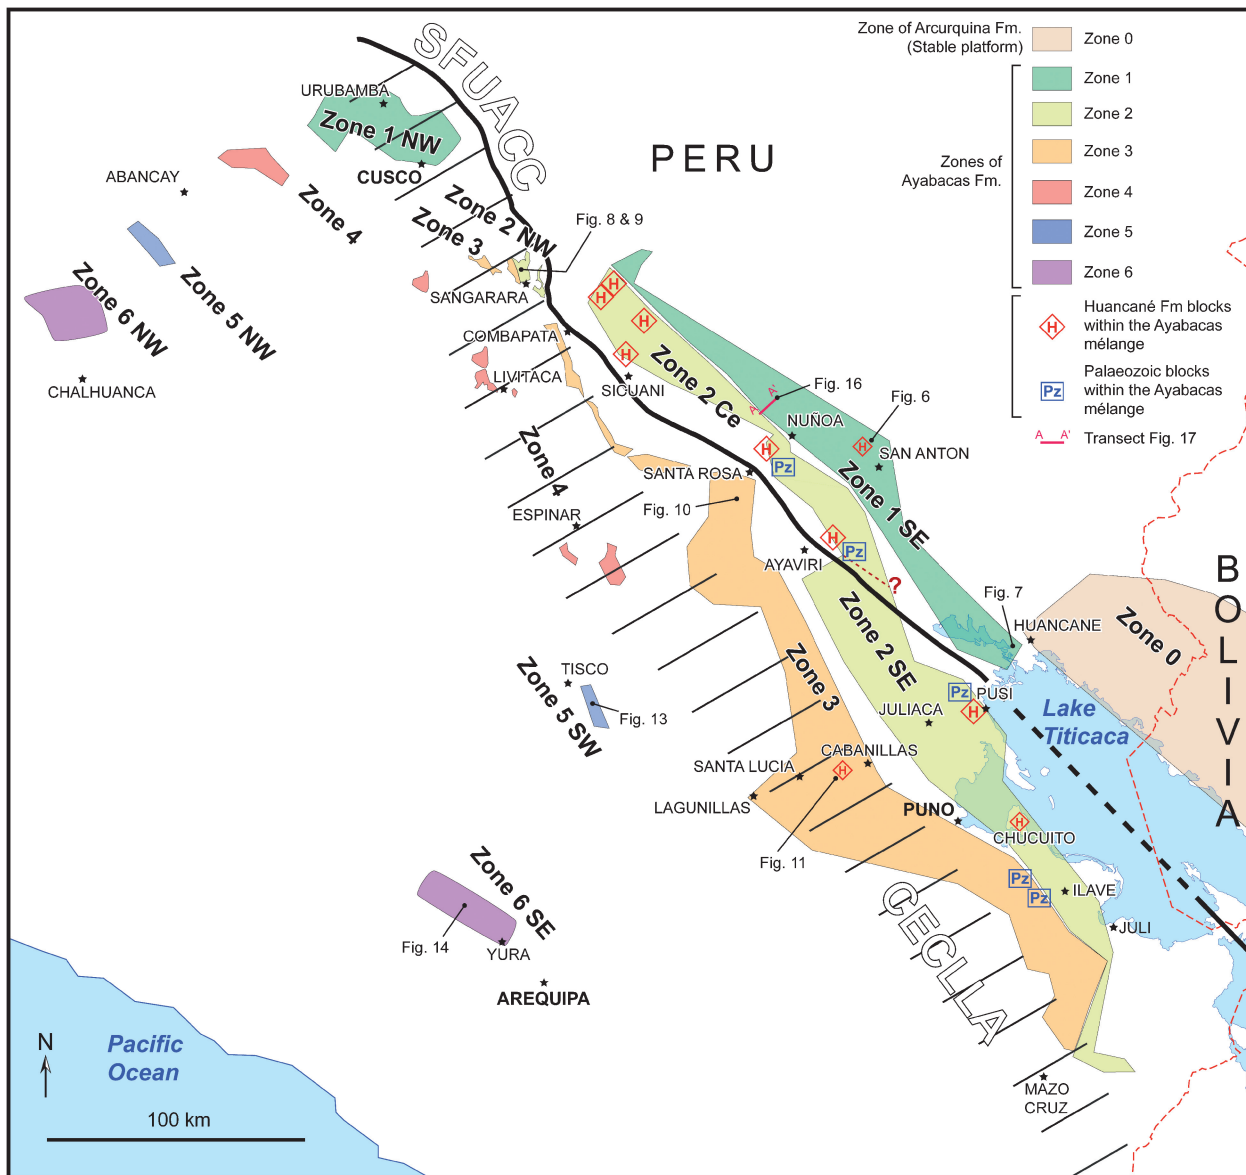 Zone of Arcurquina Fm.
(Stable platform)
Zone 0
Zone 1
Zone 2
Zone 3
Zones of
Ayabacas Fm.
Zone 4
Zone 5
Zone 6
H
Huancané Fm blocks
within the Ayabacas
mélange
Pz
Palaeozoic blocks
within the Ayabacas
mélange
A A'
Transect Fig. 17
SFUACC
PERU
BOLIVIA
URUBAMBA
Zone 1 NW
CUSCO
ABANCAY
Zone 4
Zone 2 NW
Zone 3
Fig. 8 & 9
Zone 5 NW
Zone 6 NW
SANGARARA
CHALHUANCA
COMBAPATA
LIVITACA
SICUANI
H
H
H
H
Zone 2 Ce
Fig. 16
A A'
NUÑOA
Fig. 6
H
SAN ANTON
Zone 1 SE
H
Pz
SANTA ROSA
Zone 4
Fig. 10
ESPINAR
H
Pz
AYAVIRI
?
Fig. 7
HUANCANE
Zone 0
Zone 2 SE
Zone 3
TISCO
Zone 5 SW
Fig. 13
Pz
PUSI
H
JULIACA
Lake
Titicaca
CABANILLAS
SANTA LUCIA
H
LAGUNILLAS
PUNO
H
CHUCUITO
Fig. 11
Pz
Pz
ILAVE
JULI
CECLLA
Zone 6 SE
Fig. 14
YURA
AREQUIPA
MAZO
CRUZ
N
Pacific
Ocean
100 km